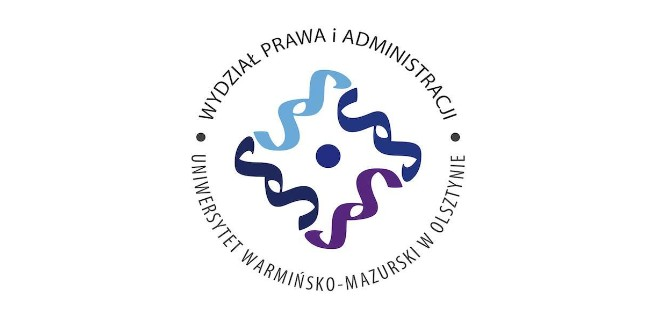 WYDZIAŁ PRAWA i ADMINISTRACJI
UNIWERSYTET WARMIŃSKO-MAZURSKI W OLSZTYNIE